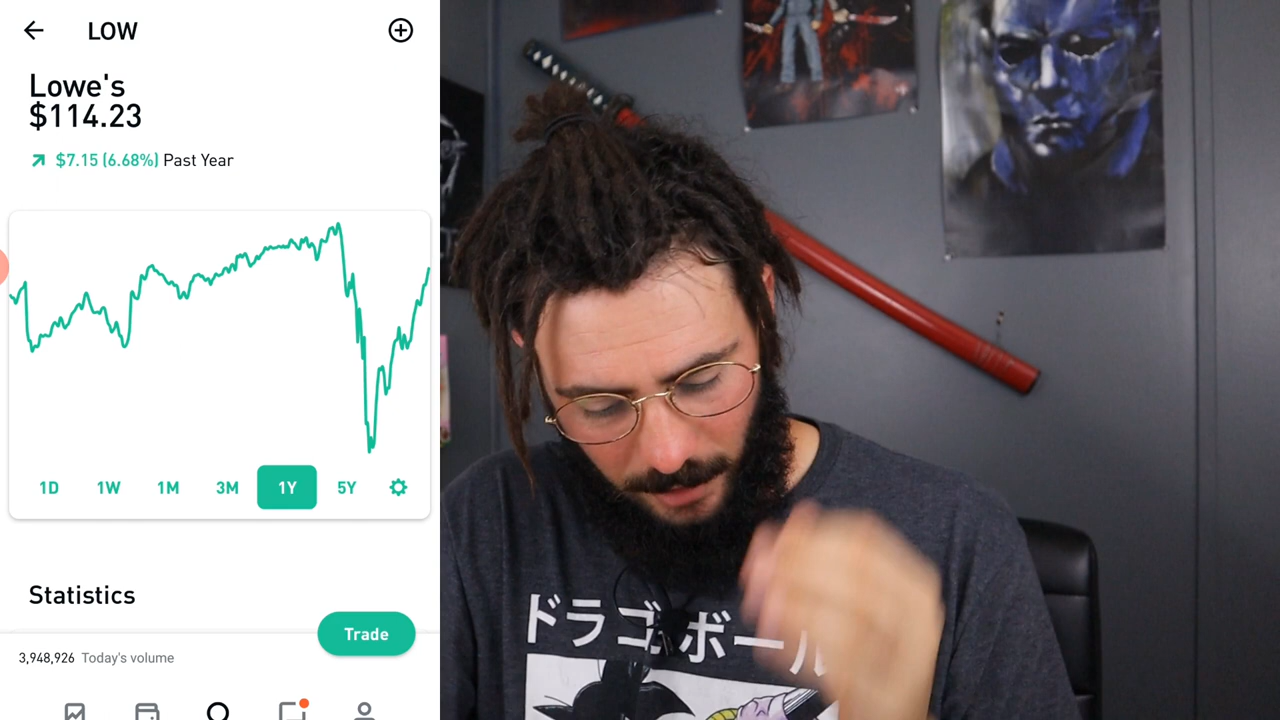 LOW
Lowe's
$114.23
$7.15 (6.68%) Past Year
1D 1W 1M 3M 1Y 5Y
Statistics
Trade
3,948,926 Today's volume
ドラゴボール